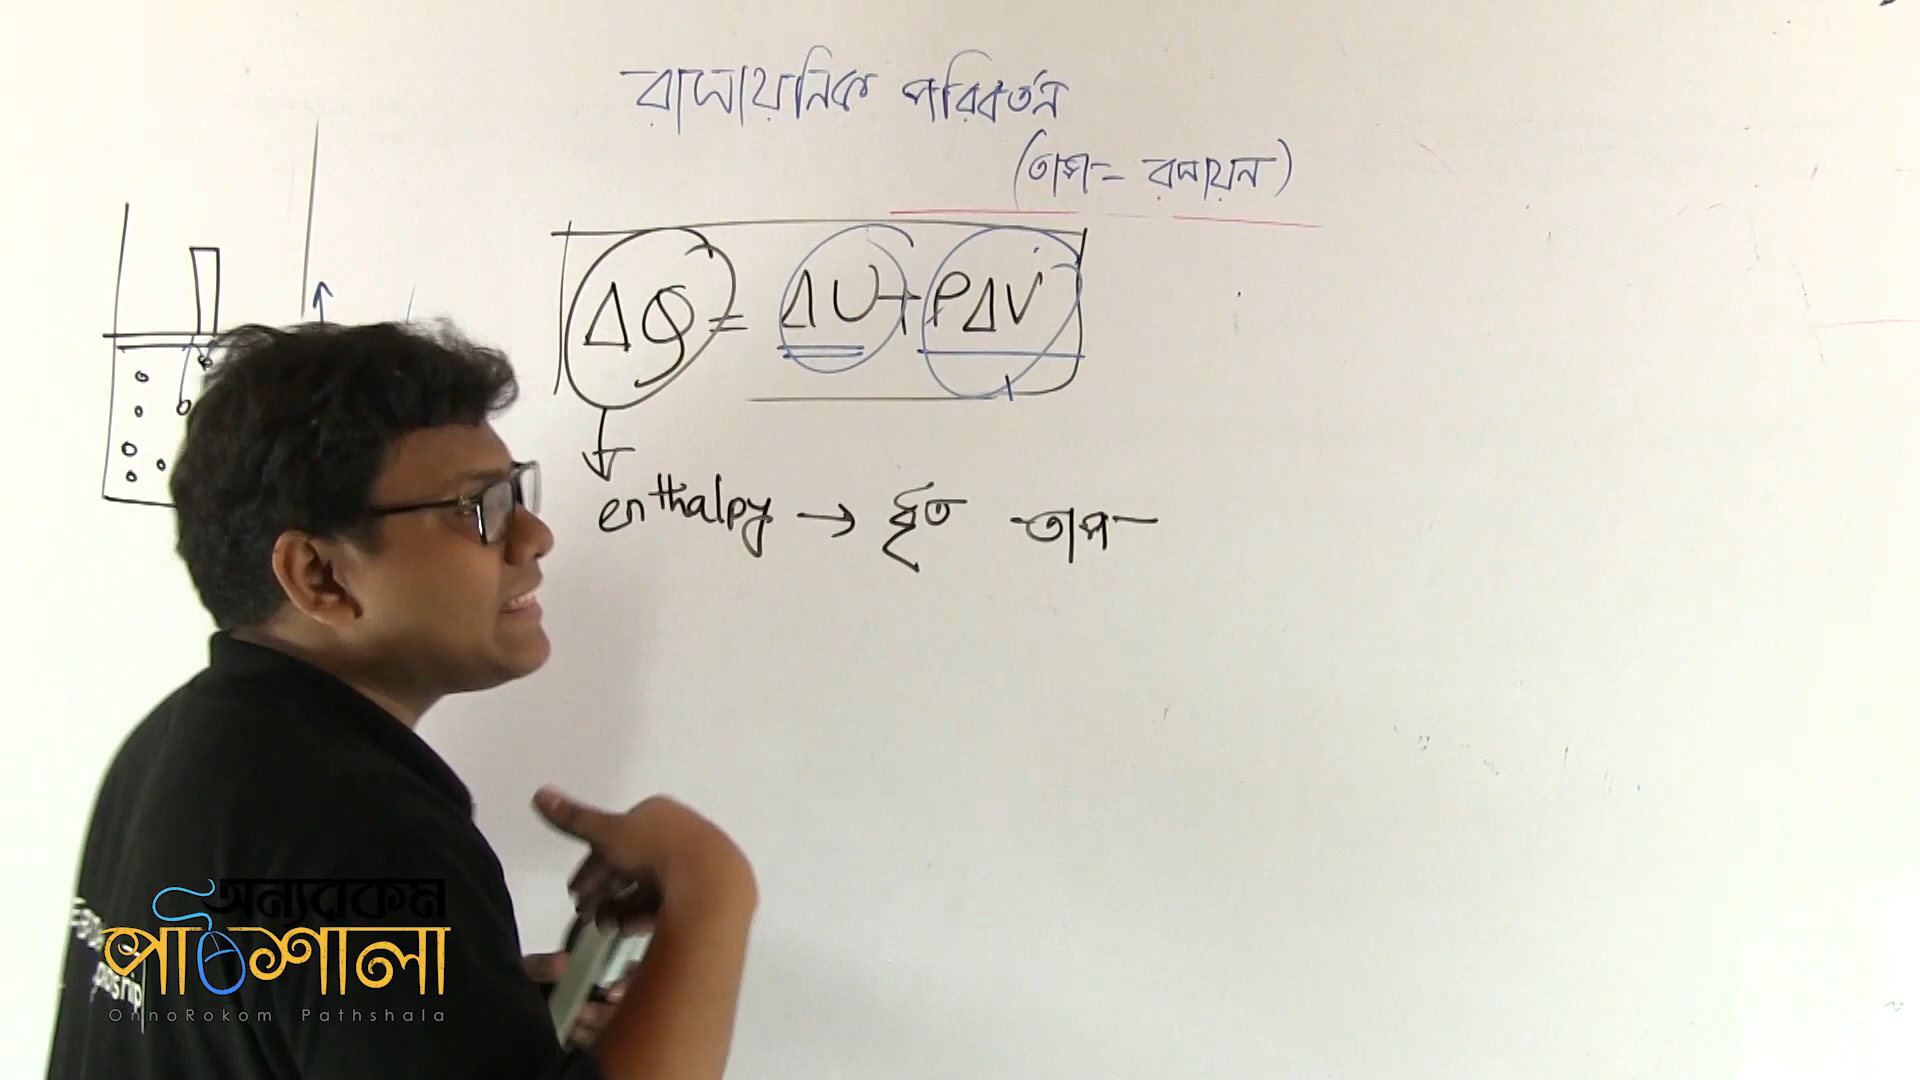 রাসায়নিক পরিবর্তন
(তাপ - রসায়ন)
ΔQ = ΔU + PΔV
enthalpy → ধৃত তাপ
অন্যরকম
পাঠশালা
OnnoRokom Pathshala